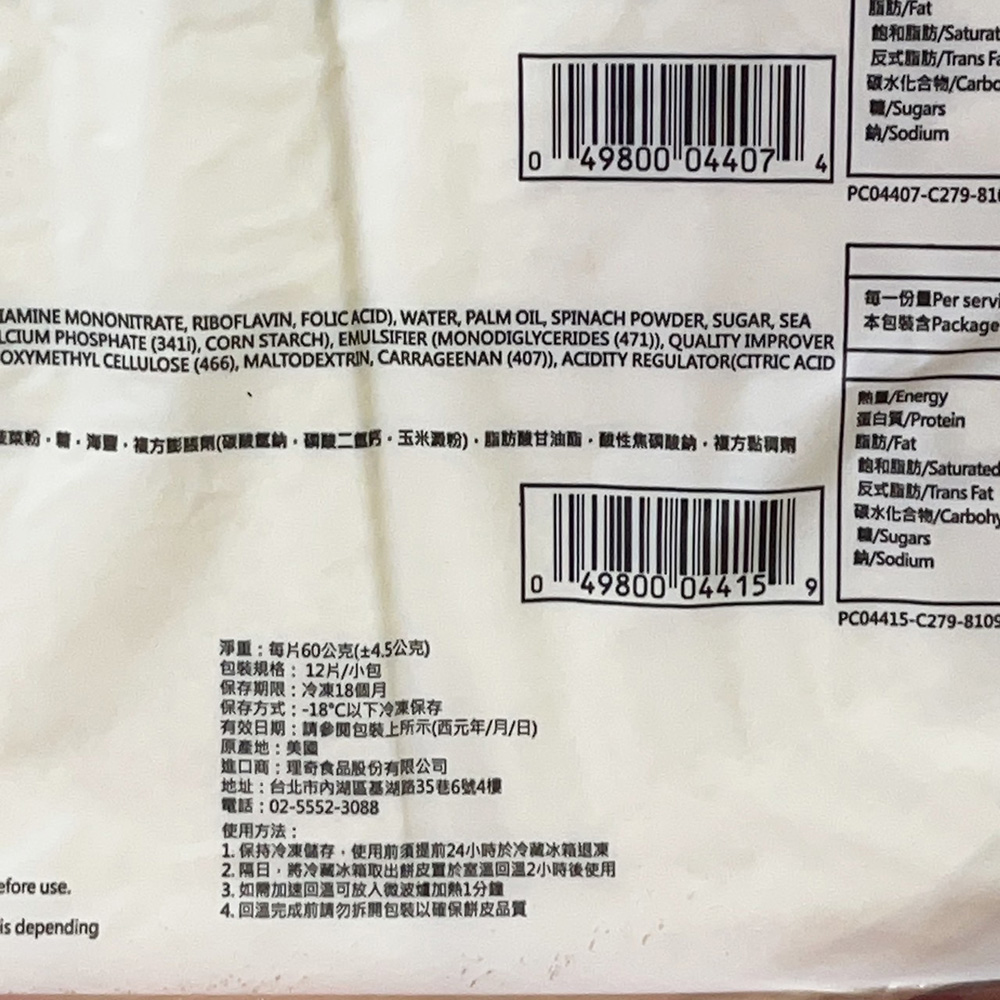 脂肪/Fat
飽和脂肪/Saturat
反式脂肪/Trans Fa
碳水化合物/Carbo
糖/Sugars
鈉/Sodium
0 49800 04407 4
PC04407-C279-810
IAMINE MONONITRATE, RIBOFLAVIN, FOLIC ACID), WATER, PALM OIL, SPINACH POWDER, SUGAR, SEA
LCIUM PHOSPHATE (341i), CORN STARCH), EMULSIFIER (MONODIGLYCERIDES (471)), QUALITY IMPROVER
OXYMETHYL CELLULOSE (466), MALTODEXTRIN, CARRAGEENAN (407)), ACIDITY REGULATOR(CITRIC ACID
每一份量Per servi
本包裝含Package
熱量/Energy
蛋白質/Protein
脂肪/Fat
飽和脂肪/Saturated
反式脂肪/Trans Fat
碳水化合物/Carbohy
糖/Sugars
鈉/Sodium
菠菜粉、糖、海鹽、複方膨脹劑(碳酸氫鈉、磷酸二氫鈣、玉米澱粉)、脂肪酸甘油酯、酸性焦磷酸鈉、複方黏稠劑
0 49800 04415 9
PC04415-C279-8109
淨重：每片60公克(±4.5公克)
包裝規格：12片/小包
保存期限：冷凍18個月
保存方式：-18°C以下冷凍保存
有效日期：請參閱包裝上所示(西元年/月/日)
原產地：美國
進口商：理奇食品股份有限公司
地址：台北市內湖區基湖路35巷6號4樓
電話：02-5552-3088
使用方法：
1. 保持冷凍儲存，使用前須提前24小時於冷藏冰箱退凍
2. 隔日，將冷藏冰箱取出餅皮置於室溫回溫2小時後使用
3. 如需加速回溫可放入微波爐加熱1分鐘
4. 回溫完成前請勿拆開包裝以確保餅皮品質
efore use.
is depending